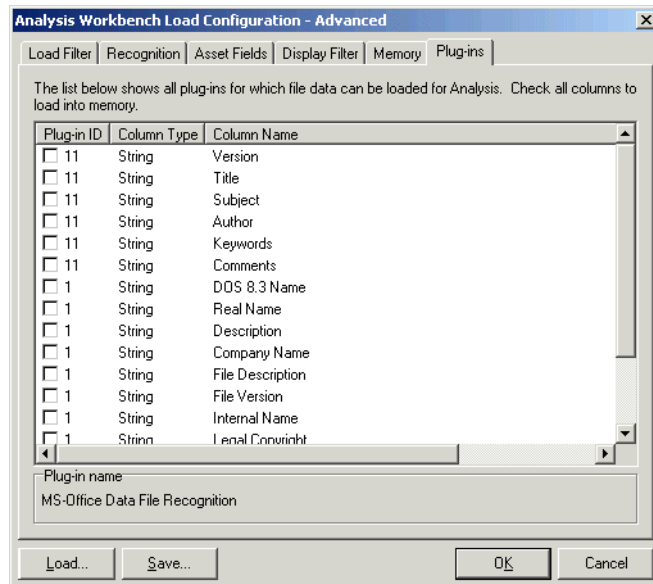 Analysis Workbench Load Configuration - Advanced
Load Filter Recognition Asset Fields Display Filter Memory Plug-ins
The list below shows all plug-ins for which file data can be loaded for Analysis. Check all columns to
load into memory.
Plug-in ID Column Type Column Name
11 String Version
11 String Title
11 String Subject
11 String Author
11 String Keywords
11 String Comments
1 String DOS 8.3 Name
1 String Real Name
1 String Description
1 String Company Name
1 String File Description
1 String File Version
1 String Internal Name
1 String Legal Copyright
Plug-in name
MS-Office Data File Recognition
Load... Save... OK Cancel